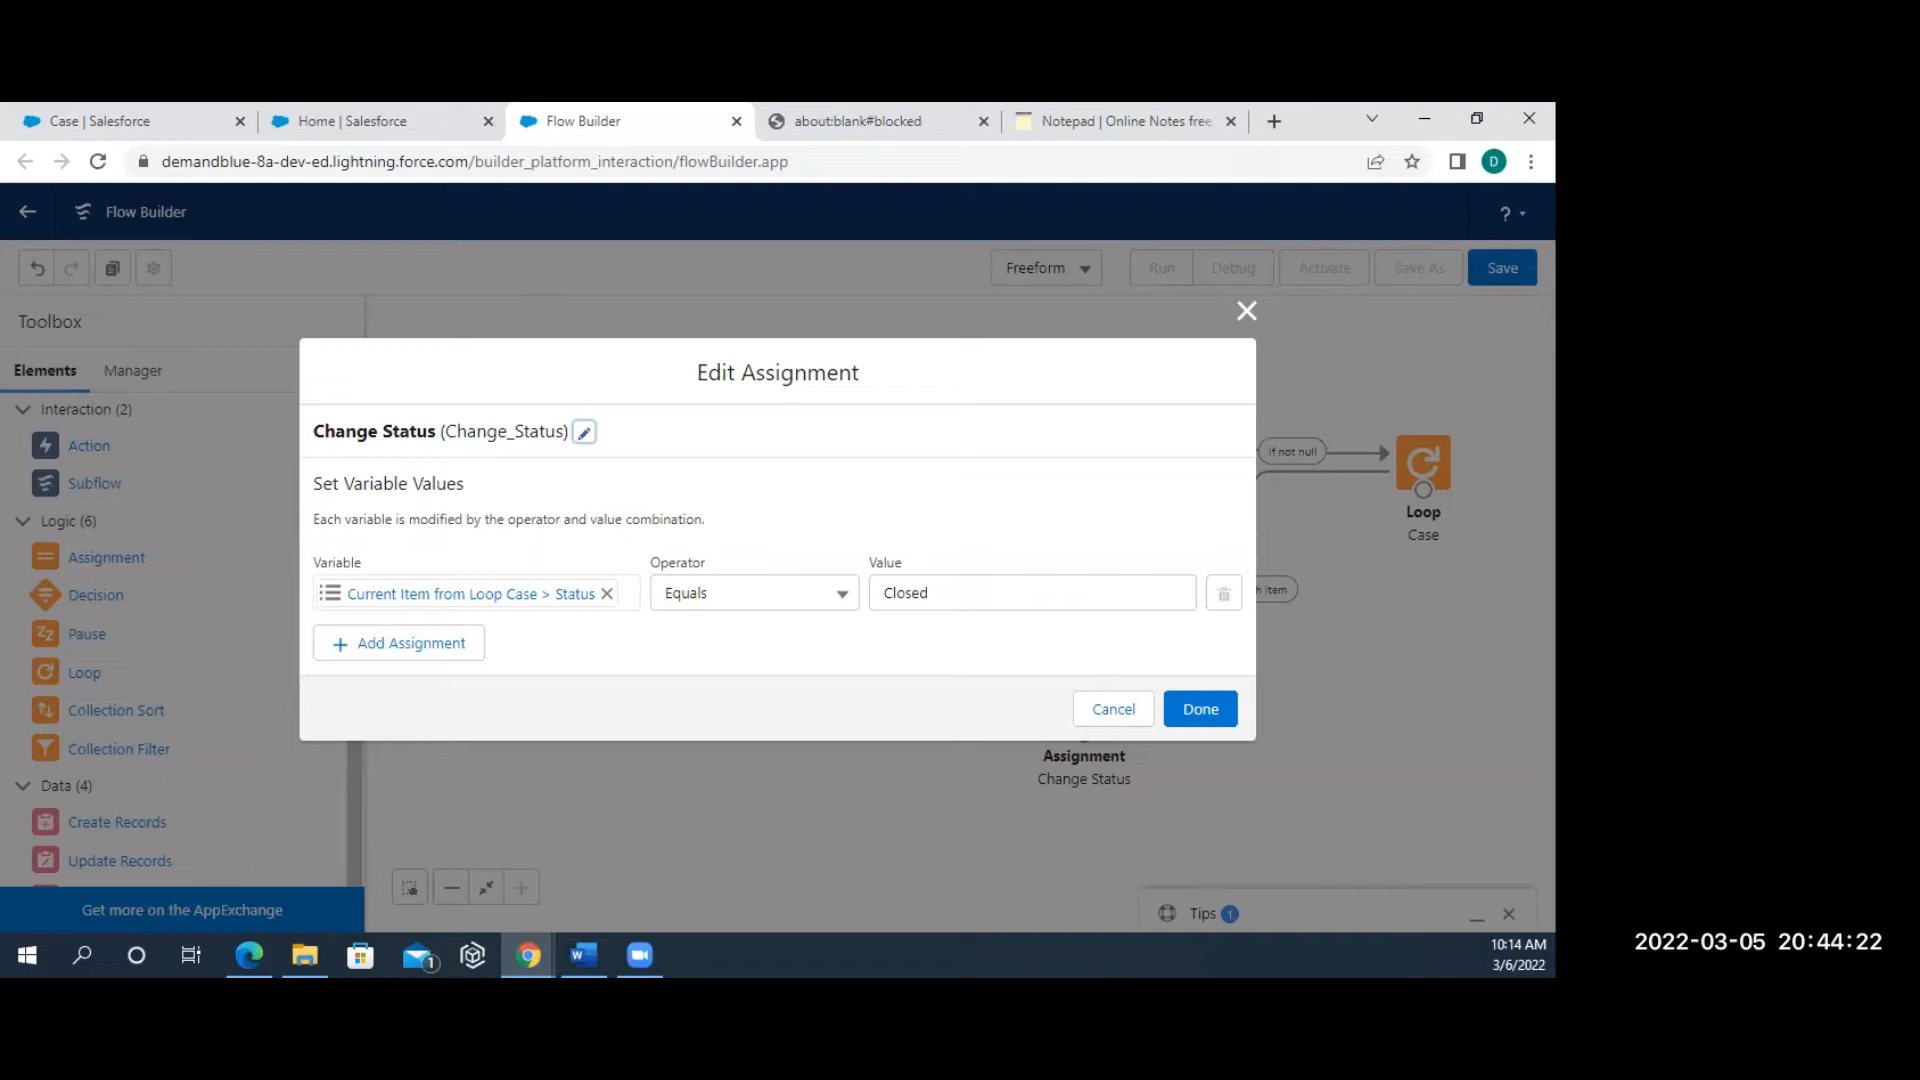 Case | Salesforce
Home | Salesforce
Flow Builder
about:blank#blocked
Notepad | Online Notes free
demandblue-8a-dev-ed.lightning.force.com/builder_platform_interaction/flowBuilder.app
D
Flow Builder
?
Freeform
Run
Debug
Activate
Save As
Save
Toolbox
Elements
Manager
Interaction (2)
Action
Subflow
Logic (6)
Assignment
Decision
Pause
Loop
Collection Sort
Collection Filter
Data (4)
Create Records
Update Records
Get more on the AppExchange
Edit Assignment
Change Status (Change_Status)
Set Variable Values
Each variable is modified by the operator and value combination.
Variable
Operator
Value
Current Item from Loop Case > Status
Equals
Closed
Add Assignment
Cancel
Done
if not null
Loop
Case
h Item
Assignment
Change Status
Tips 1
1
10:14 AM
3/6/2022
2022-03-05 20:44:22